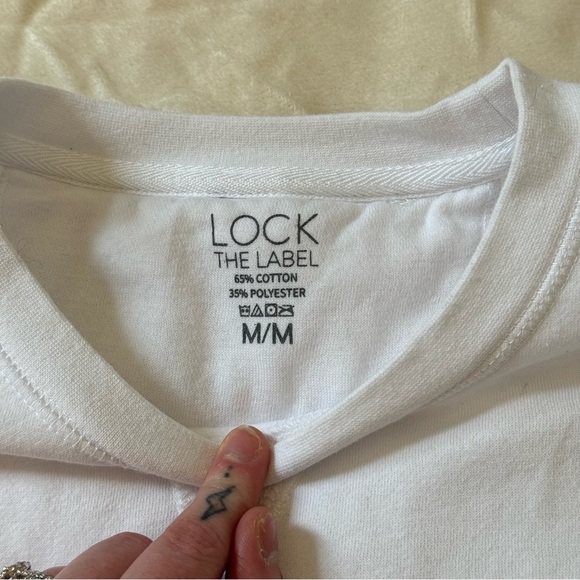 LOCK
THE LABEL
65% COTTON
35% POLYESTER
M/M